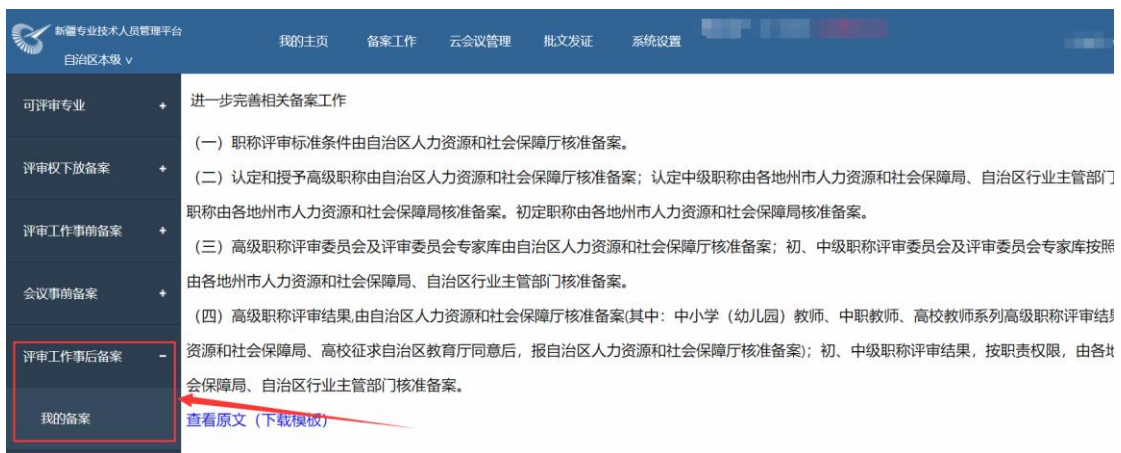 新疆专业技术人员管理平台
自治区本级 ∨
我的主页 备案工作 云会议管理 批文发证 系统设置
可评审专业 +
评审权下放备案 +
评审工作事前备案 +
会议事前备案 +
评审工作事后备案 -
我的备案
进一步完善相关备案工作
（一）职称评审标准条件由自治区人力资源和社会保障厅核准备案。
（二）认定和授予高级职称由自治区人力资源和社会保障厅核准备案；认定中级职称由各地州市人力资源和社会保障局、自治区行业主管部门
职称由各地州市人力资源和社会保障局核准备案。初定职称由各地州市人力资源和社会保障局核准备案。
（三）高级职称评审委员会及评审委员会专家库由自治区人力资源和社会保障厅核准备案；初、中级职称评审委员会及评审委员会专家库按照
由各地州市人力资源和社会保障局、自治区行业主管部门核准备案。
（四）高级职称评审结果,由自治区人力资源和社会保障厅核准备案(其中：中小学（幼儿园）教师、中职教师、高校教师系列高级职称评审结果
资源和社会保障局、高校征求自治区教育厅同意后，报自治区人力资源和社会保障厅核准备案)；初、中级职称评审结果，按职责权限，由各地
会保障局、自治区行业主管部门核准备案。
查看原文（下载模板）